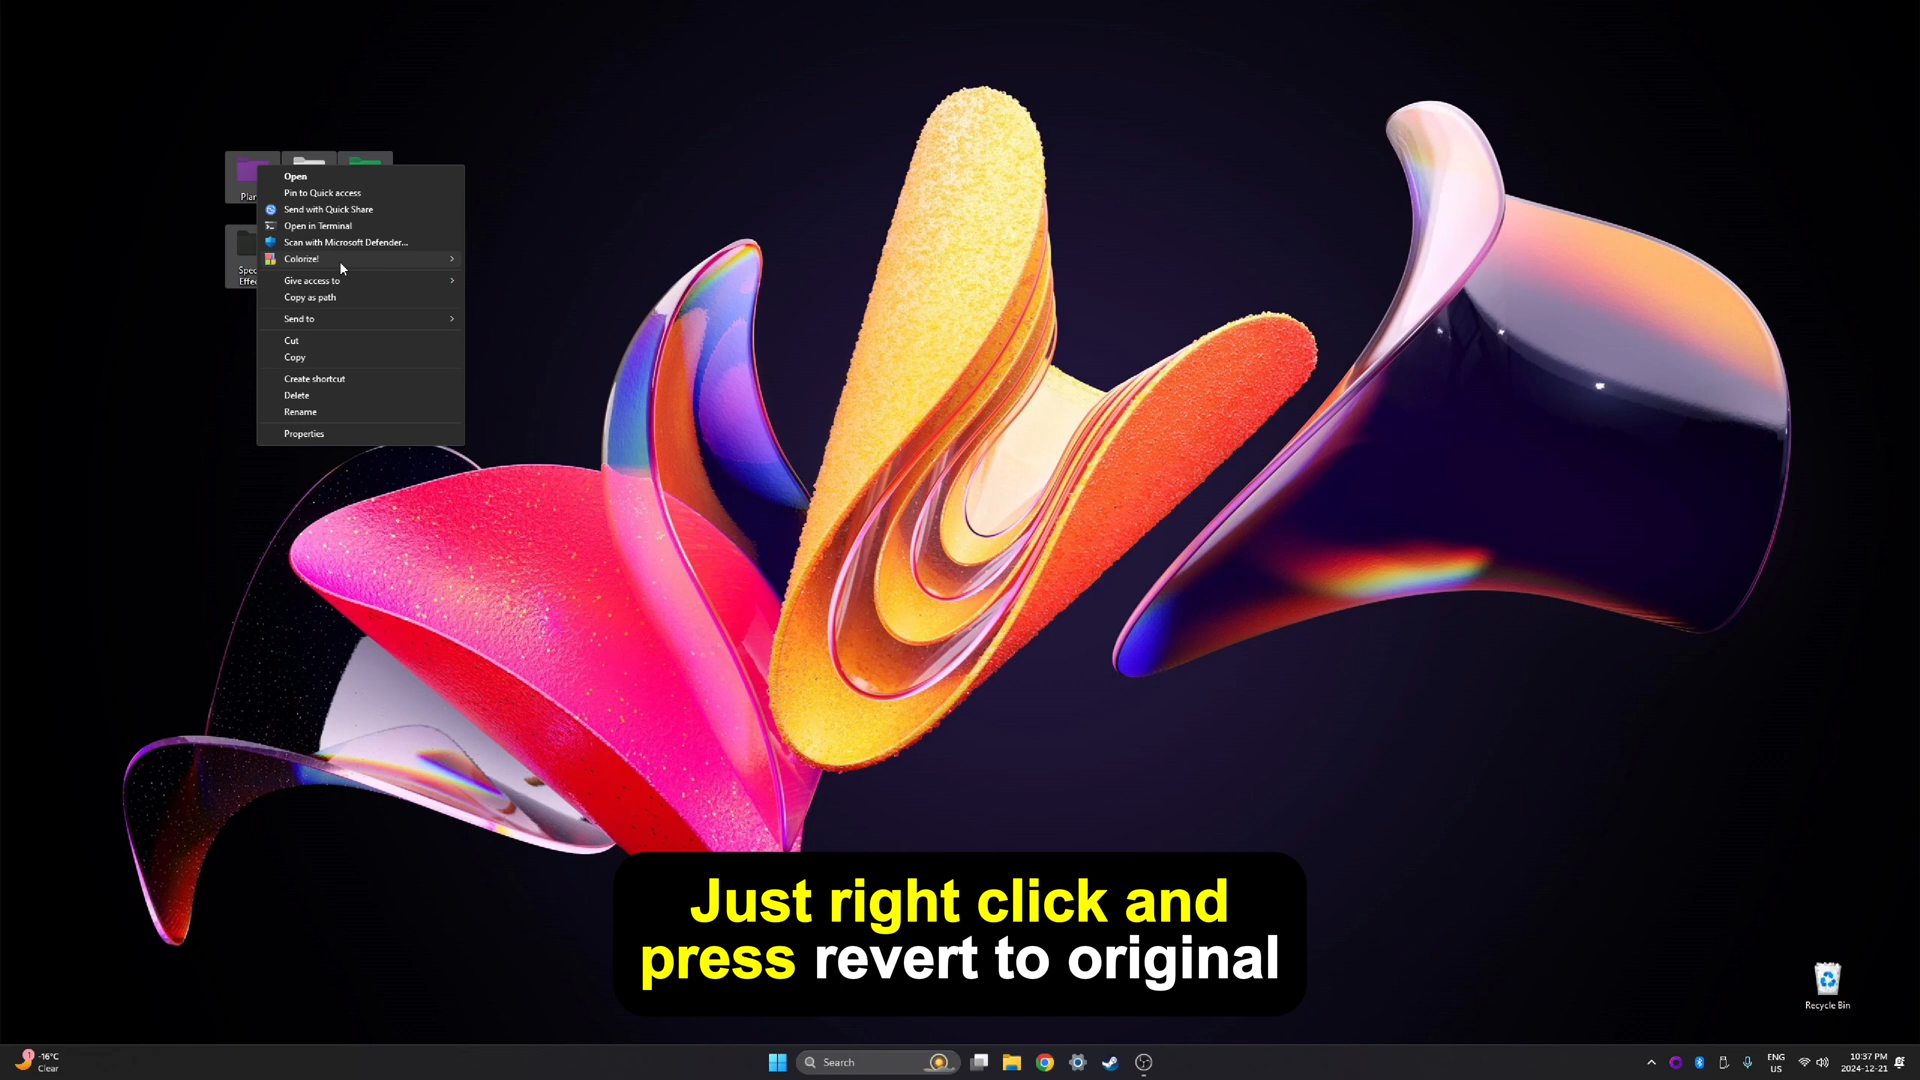 Open
Pin to Quick access
Send with Quick Share
Open in Terminal
Scan with Microsoft Defender...
Colorize!
Give access to
Copy as path
Send to
Cut
Copy
Create shortcut
Delete
Rename
Properties
Just right click and
press revert to original
Recycle Bin
1
-16°C
Clear
Search
ENG
US
10:37 PM
2024-12-21